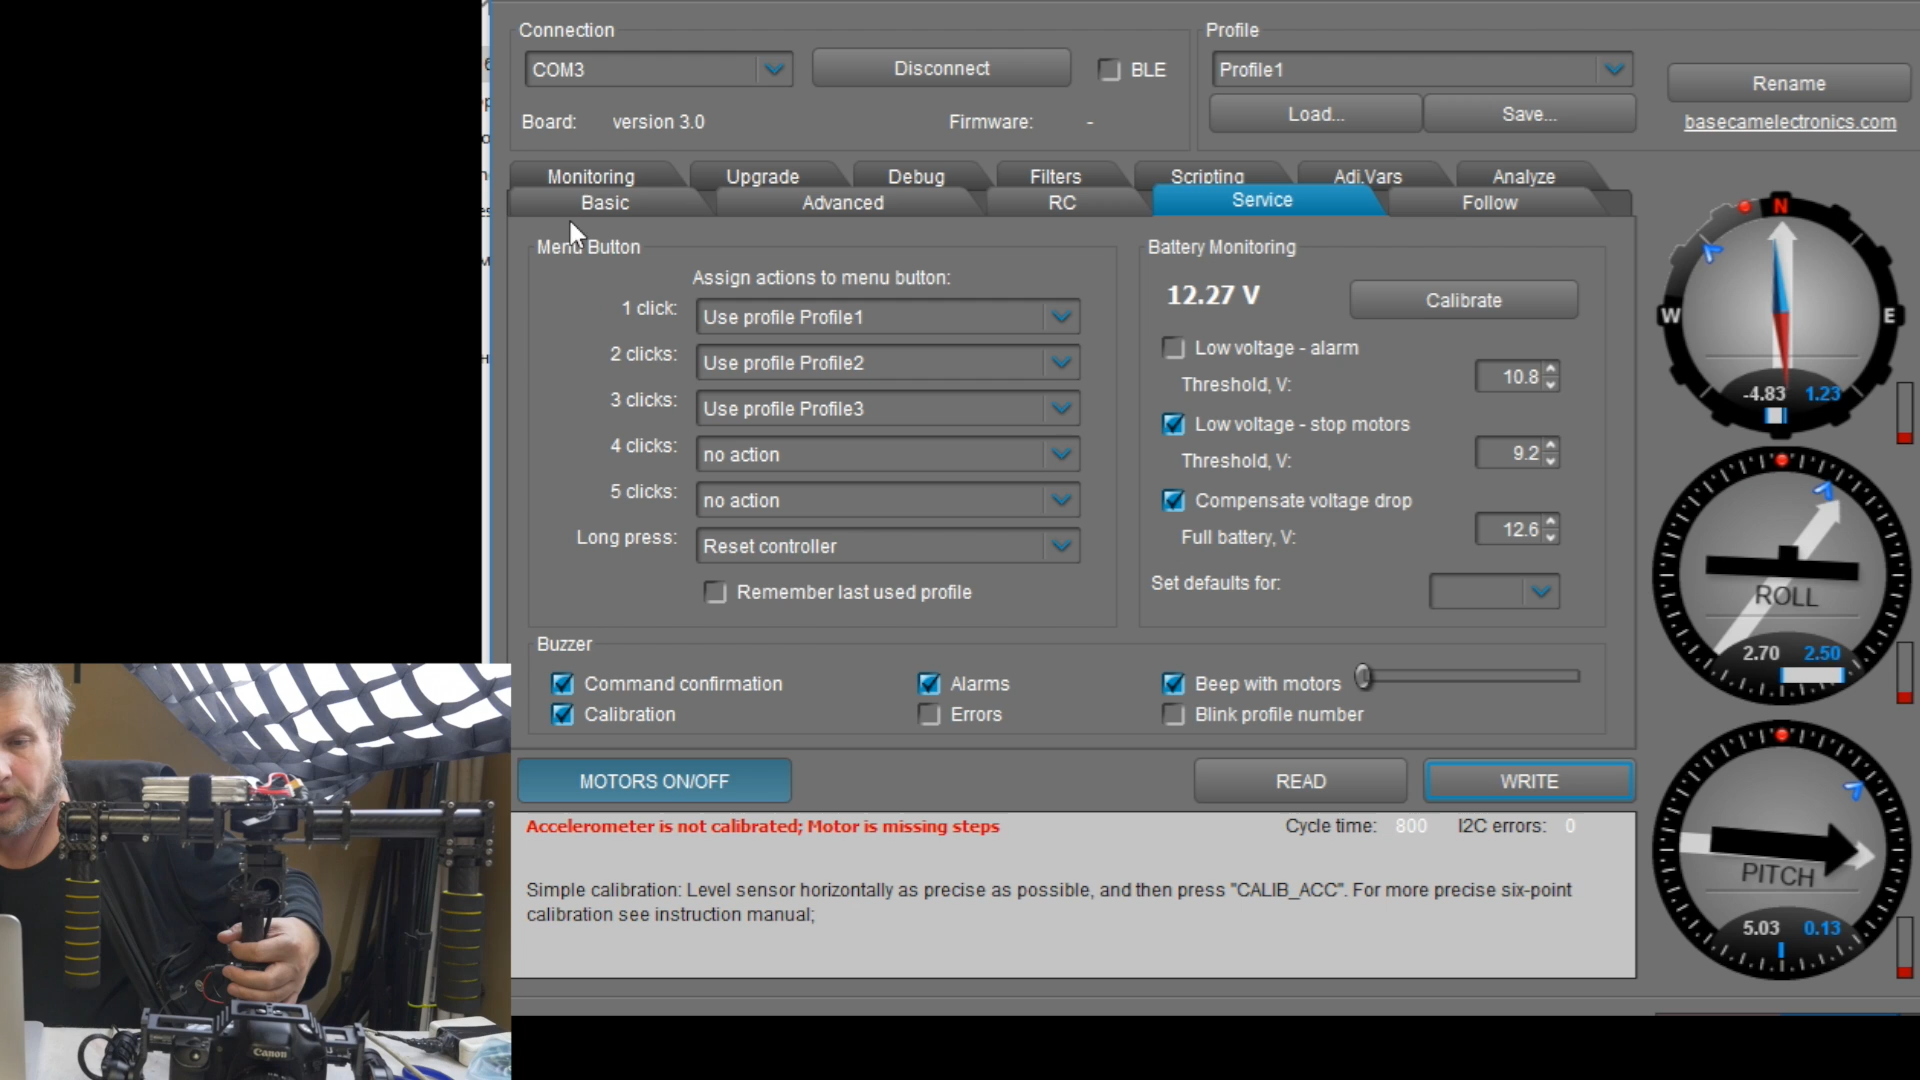 Connection
COM3
Disconnect
BLE
Board: version 3.0
Firmware: -
Profile
Profile1
Load...
Save...
Rename
basecamelectronics.com
Monitoring Upgrade Debug Filters Scripting Adj.Vars Analyze
Basic Advanced RC Service Follow
Menu Button
Assign actions to menu button:
1 click: Use profile Profile1
2 clicks: Use profile Profile2
3 clicks: Use profile Profile3
4 clicks: no action
5 clicks: no action
Long press: Reset controller
Remember last used profile
Battery Monitoring
12.27 V
Calibrate
Low voltage - alarm
Threshold, V: 10.8
Low voltage - stop motors
Threshold, V: 9.2
Compensate voltage drop
Full battery, V: 12.6
Set defaults for:
Buzzer
Command confirmation
Alarms
Beep with motors
Calibration
Errors
Blink profile number
MOTORS ON/OFF
READ
WRITE
Accelerometer is not calibrated; Motor is missing steps
Cycle time: 800 I2C errors: 0
Simple calibration: Level sensor horizontally as precise as possible, and then press "CALIB_ACC". For more precise six-point
calibration see instruction manual;
N
W
E
-4.83 1.23
ROLL
2.70 2.50
PITCH
5.03 0.13
Canon